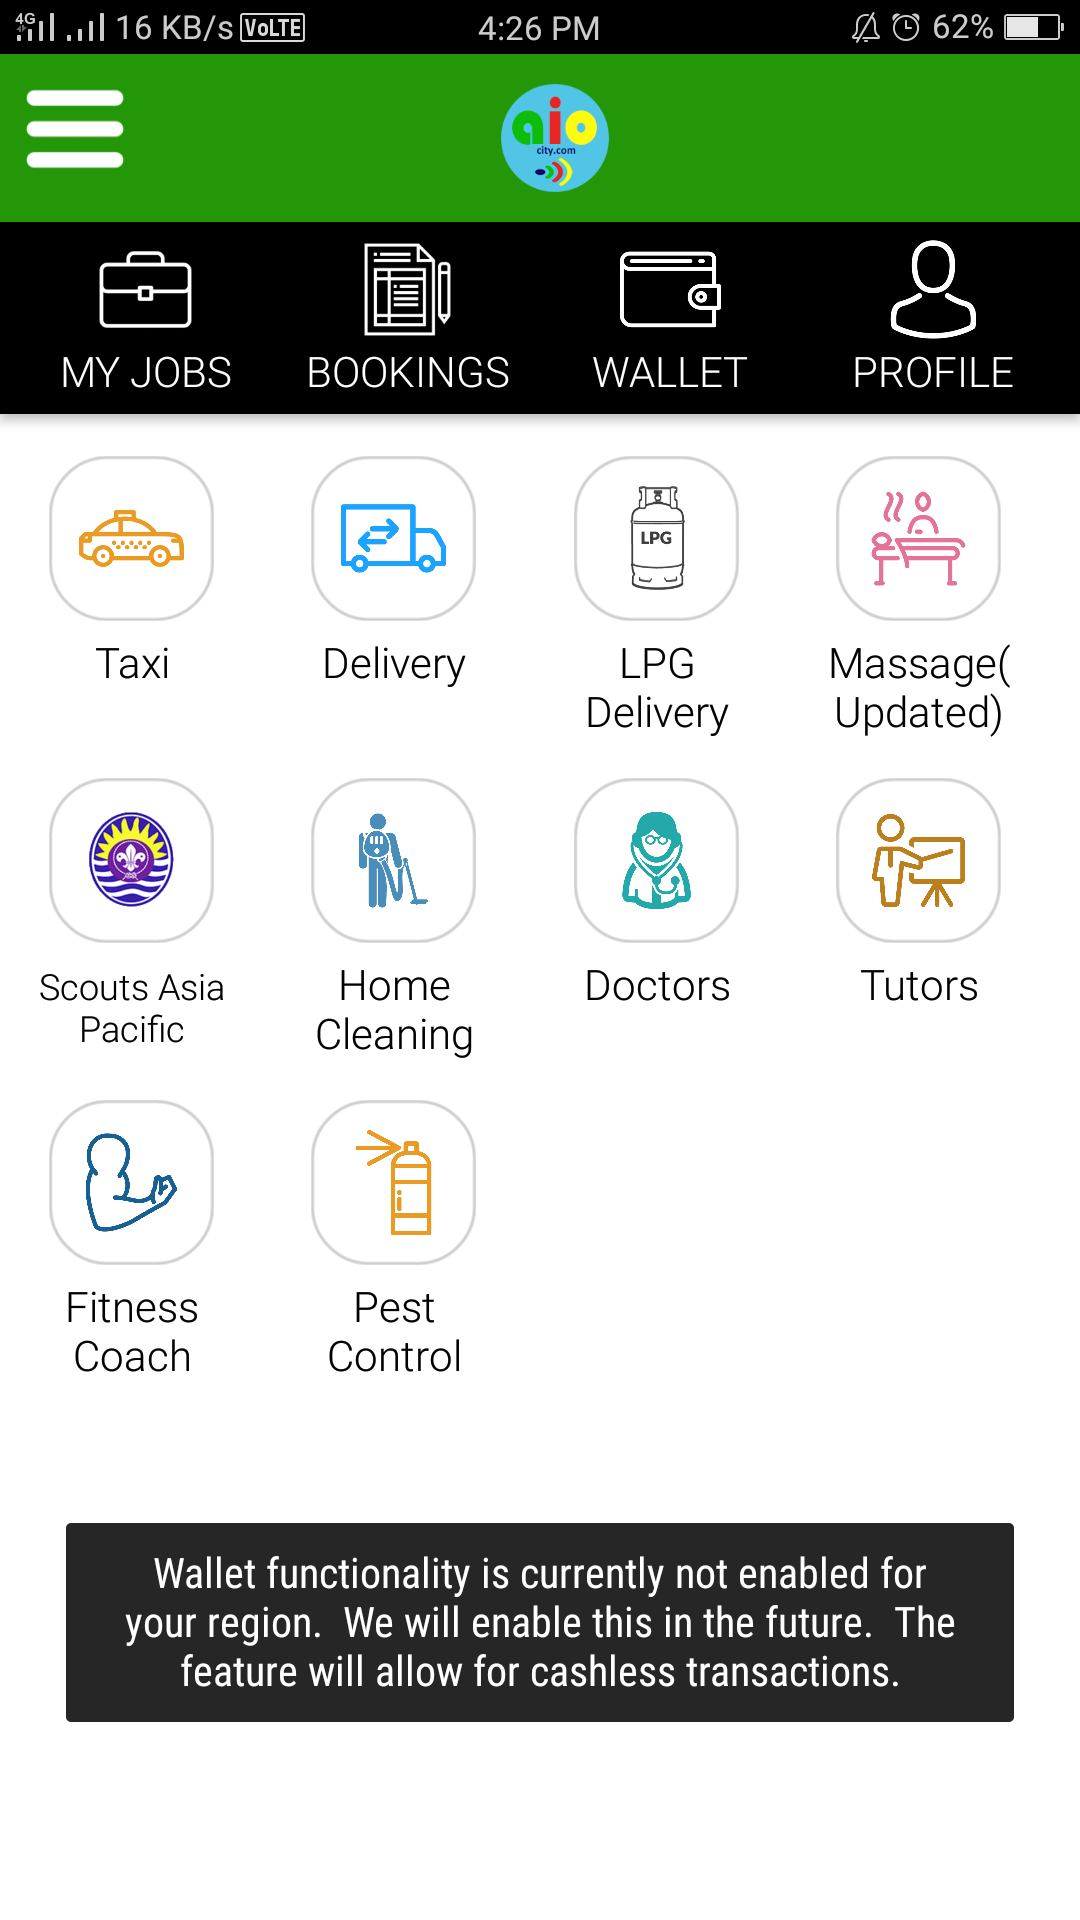 4G 16 KB/s VoLTE 4:26 PM 62%
aio
city.com
MY JOBS BOOKINGS WALLET PROFILE
LPG
Taxi Delivery LPG Massage(
Delivery Updated)
Scouts Asia Home Doctors Tutors
Pacific Cleaning
Fitness Pest
Coach Control
Wallet functionality is currently not enabled for
your region.  We will enable this in the future.  The
feature will allow for cashless transactions.